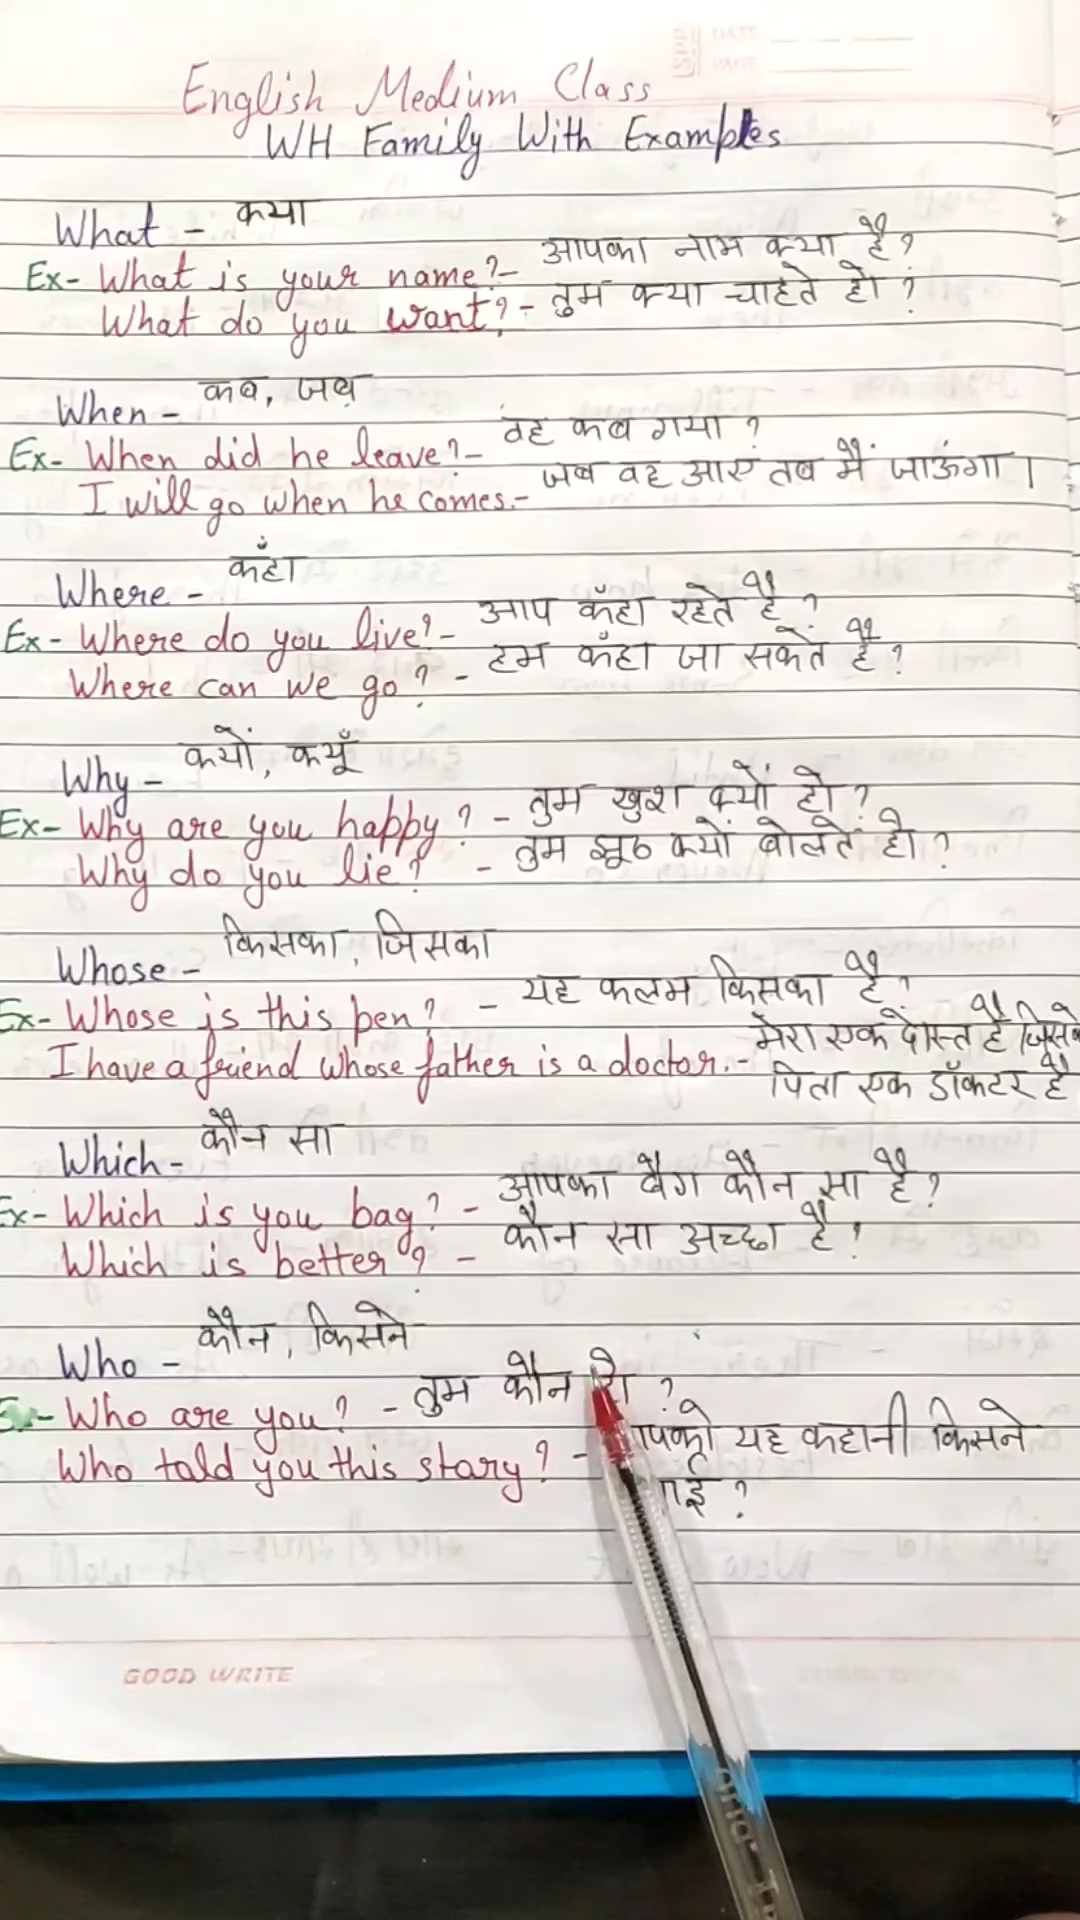 English Medium Class
WH Family With Examples
What - क्या
Ex- What is your name? - आपका नाम क्या है?
What do you want? - तुम क्या चाहते हो?
When - कब, जब
Ex- When did he leave? - वह कब गया?
I will go when he comes. - जब वह आए तब मैं जाऊंगा।
Where - कँहा
Ex- Where do you live? - आप कँहा रहते है?
Where can we go? - हम कँहा जा सकते है?
Why - क्यों, क्यूँ
Ex- Why are you happy? - तुम खुश क्यों हो?
Why do you lie? - तुम झूठ क्यों बोलते हो?
Whose - किसका, जिसका
Ex- Whose is this pen? - यह कलम किसका है?
I have a friend whose father is a doctor. - मेरा एक दोस्त है जिसके
पिता एक डॉक्टर है
Which - कौन सा
Ex- Which is you bag? - आपका बैग कौन सा है?
Which is better? - कौन सा अच्छा है?
Who - कौन, किसने
Ex- Who are you? - तुम कौन हो?
Who told you this story? - यह कहानी किसने
GOOD WRITE